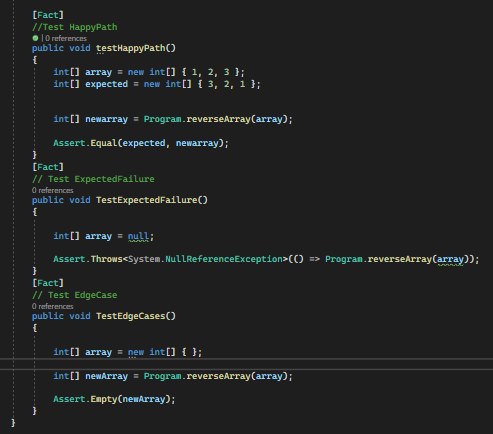 [Fact]
//Test HappyPath
| 0 references
public void testHappyPath()
{
int[] array = new int[] { 1, 2, 3 };
int[] expected = new int[] { 3, 2, 1 };
int[] newarray = Program.reverseArray(array);
Assert.Equal(expected, newarray);
}
[Fact]
// Test ExpectedFailure
0 references
public void TestExpectedFailure()
{
int[] array = null;
Assert.Throws<System.NullReferenceException>(() => Program.reverseArray(array));
}
[Fact]
// Test EdgeCase
0 references
public void TestEdgeCases()
{
int[] array = new int[] { };
int[] newArray = Program.reverseArray(array);
Assert.Empty(newArray);
}
}